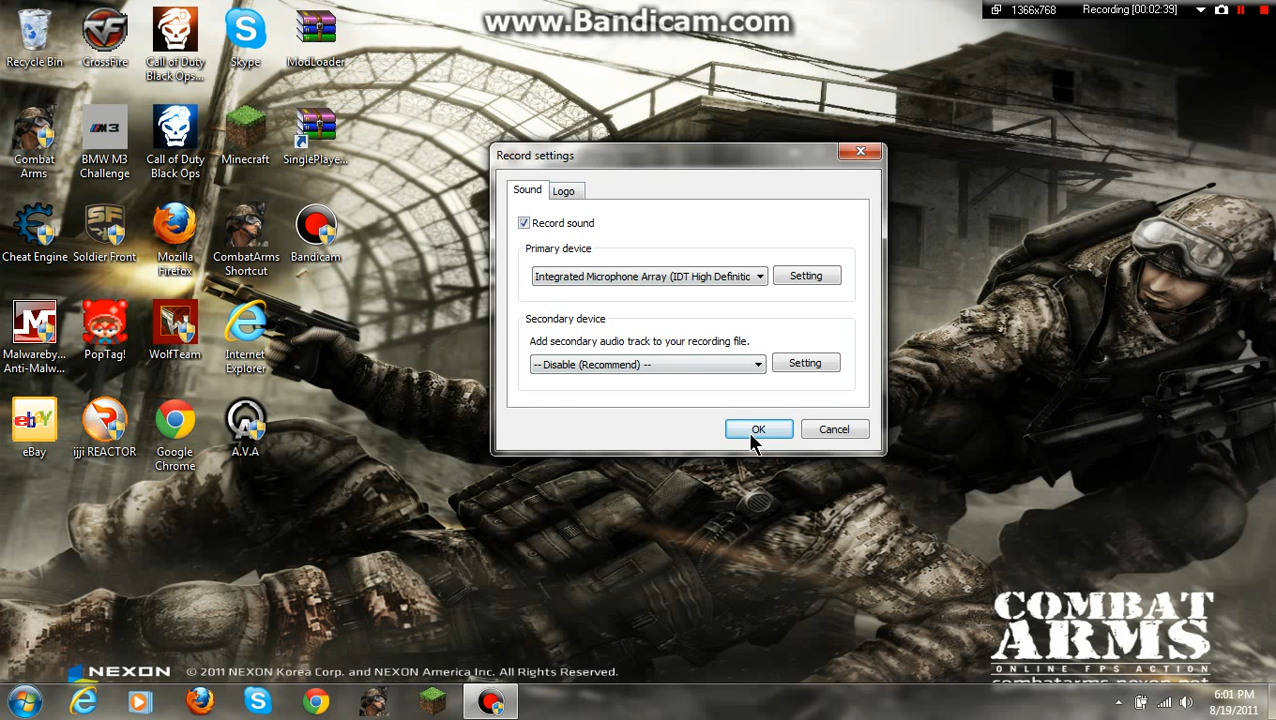 www.Bandicam.com
1366x768
Recording [00:02:39]
Recycle Bin
CrossFire
Call of Duty
Black Ops...
Skype
ModLoader
Combat
Arms
BMW M3
Challenge
Call of Duty
Black Ops
Minecraft
SinglePlaye...
Cheat Engine
Soldier Front
Mozilla
Firefox
CombatArms
Shortcut
Bandicam
Malwareby...
Anti-Malw...
PopTag!
WolfTeam
Internet
Explorer
eBay
ijji REACTOR
Google
Chrome
A.V.A
Record settings
Sound
Logo
Record sound
Primary device
Integrated Microphone Array (IDT High Definitic
Setting
Secondary device
Add secondary audio track to your recording file.
-- Disable (Recommend) --
Setting
OK
Cancel
COMBAT
ARMS
ONLINE FPS ACTION
combatarms.nexon.net
NEXON
© 2011 NEXON Korea Corp. and NEXON America Inc. All Rights Reserved.
6:01 PM
8/19/2011